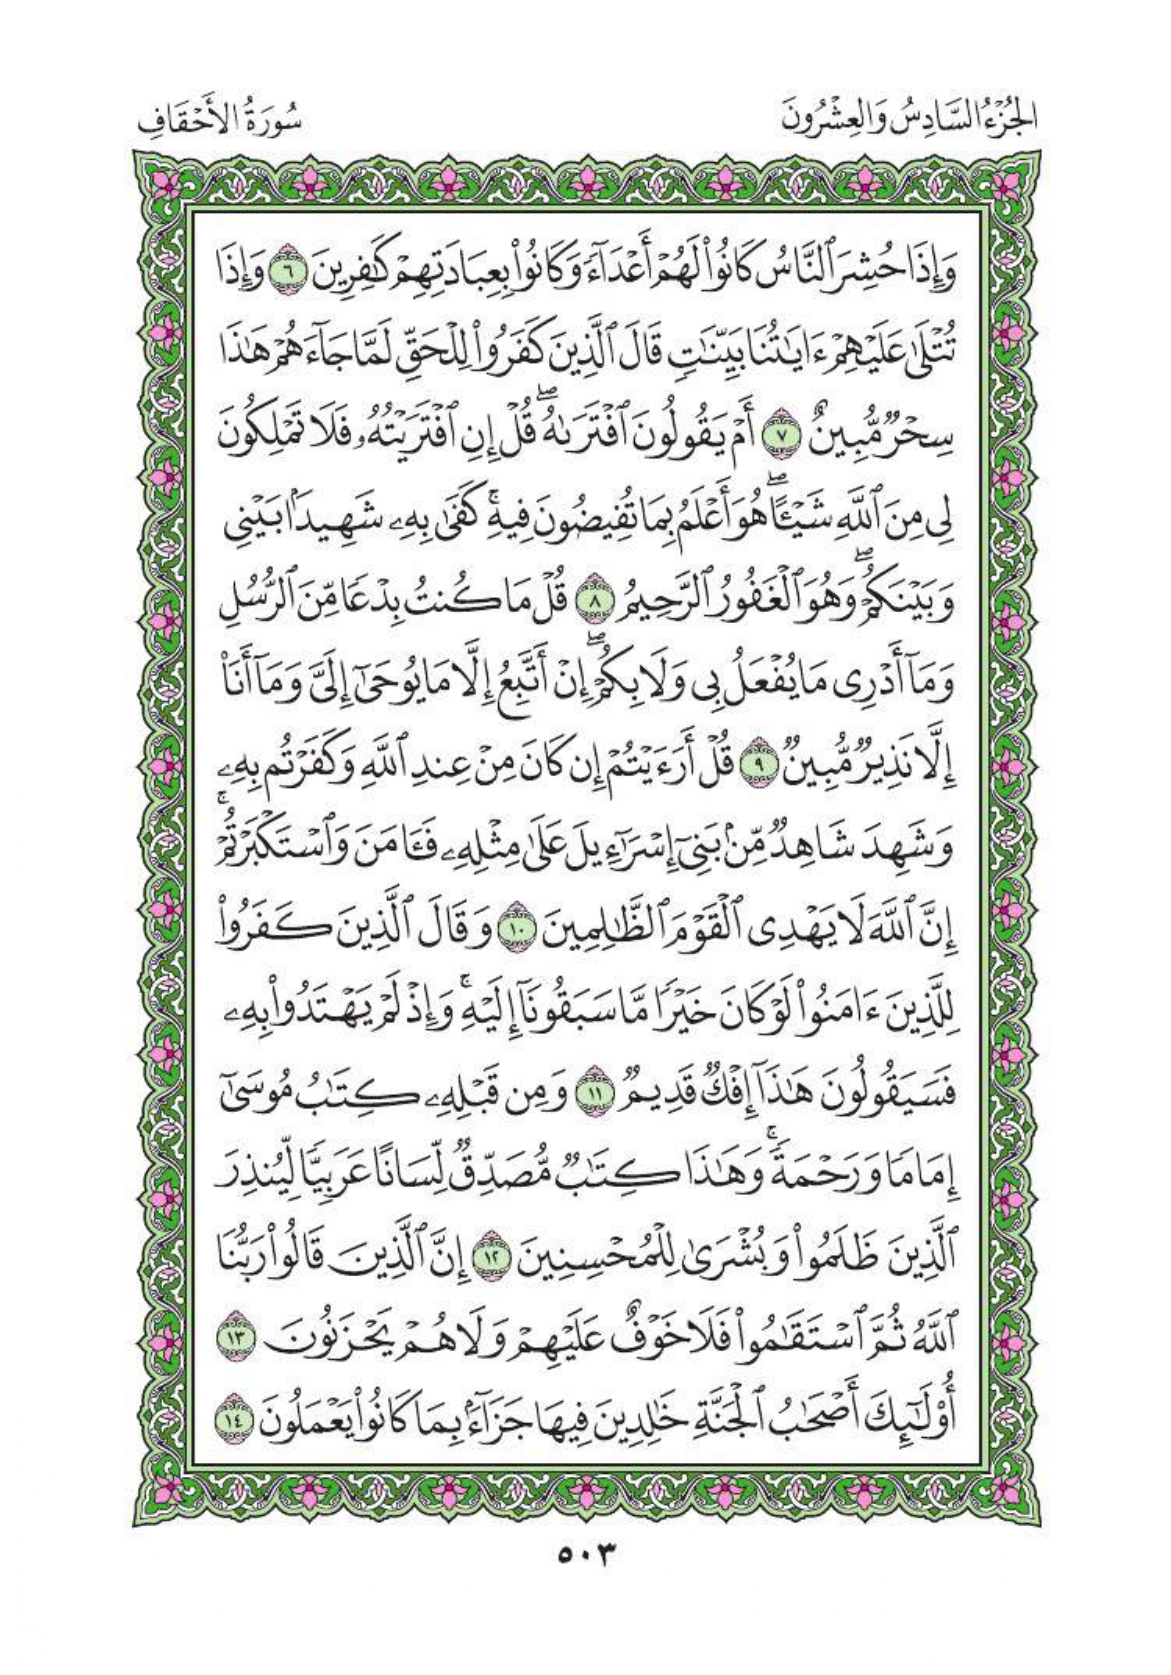 الجُزْءُ السَّادِسُ وَالعِشْرُونَ
سُورَةُ الأَحْقَافِ
وَإِذَا حُشِرَ ٱلنَّاسُ كَانُوا۟ لَهُمْ أَعْدَآءً وَكَانُوا۟ بِعِبَادَتِهِمْ كَٰفِرِينَ ٦ وَإِذَا
تُتْلَىٰ عَلَيْهِمْ ءَايَٰتُنَا بَيِّنَٰتٍ قَالَ ٱلَّذِينَ كَفَرُوا۟ لِلْحَقِّ لَمَّا جَآءَهُمْ هَٰذَا
سِحْرٌ مُّبِينٌ ٧ أَمْ يَقُولُونَ ٱفْتَرَىٰهُ ۖ قُلْ إِنِ ٱفْتَرَيْتُهُۥ فَلَا تَمْلِكُونَ
لِى مِنَ ٱللَّهِ شَيْـًٔا ۖ هُوَ أَعْلَمُ بِمَا تُفِيضُونَ فِيهِ ۚ كَفَىٰ بِهِۦ شَهِيدًۢا بَيْنِى
وَبَيْنَكُمْ ۖ وَهُوَ ٱلْغَفُورُ ٱلرَّحِيمُ ٨ قُلْ مَا كُنتُ بِدْعًا مِّنَ ٱلرُّسُلِ
وَمَآ أَدْرِى مَا يُفْعَلُ بِى وَلَا بِكُمْ ۖ إِنْ أَتَّبِعُ إِلَّا مَا يُوحَىٰٓ إِلَىَّ وَمَآ أَنَا۠
إِلَّا نَذِيرٌ مُّبِينٌ ٩ قُلْ أَرَءَيْتُمْ إِن كَانَ مِنْ عِندِ ٱللَّهِ وَكَفَرْتُم بِهِۦ
وَشَهِدَ شَاهِدٌ مِّنۢ بَنِىٓ إِسْرَٰٓءِيلَ عَلَىٰ مِثْلِهِۦ فَـَٔامَنَ وَٱسْتَكْبَرْتُمْ ۚ
إِنَّ ٱللَّهَ لَا يَهْدِى ٱلْقَوْمَ ٱلظَّٰلِمِينَ ١٠ وَقَالَ ٱلَّذِينَ كَفَرُوا۟
لِلَّذِينَ ءَامَنُوا۟ لَوْ كَانَ خَيْرًا مَّا سَبَقُونَآ إِلَيْهِ ۚ وَإِذْ لَمْ يَهْتَدُوا۟ بِهِۦ
فَسَيَقُولُونَ هَٰذَآ إِفْكٌ قَدِيمٌ ١١ وَمِن قَبْلِهِۦ كِتَٰبُ مُوسَىٰٓ
إِمَامًا وَرَحْمَةً ۚ وَهَٰذَا كِتَٰبٌ مُّصَدِّقٌ لِّسَانًا عَرَبِيًّا لِّيُنذِرَ
ٱلَّذِينَ ظَلَمُوا۟ وَبُشْرَىٰ لِلْمُحْسِنِينَ ١٢ إِنَّ ٱلَّذِينَ قَالُوا۟ رَبُّنَا
ٱللَّهُ ثُمَّ ٱسْتَقَٰمُوا۟ فَلَا خَوْفٌ عَلَيْهِمْ وَلَا هُمْ يَحْزَنُونَ ١٣
أُو۟لَٰٓئِكَ أَصْحَٰبُ ٱلْجَنَّةِ خَٰلِدِينَ فِيهَا جَزَآءًۢ بِمَا كَانُوا۟ يَعْمَلُونَ ١٤
٥٠٣